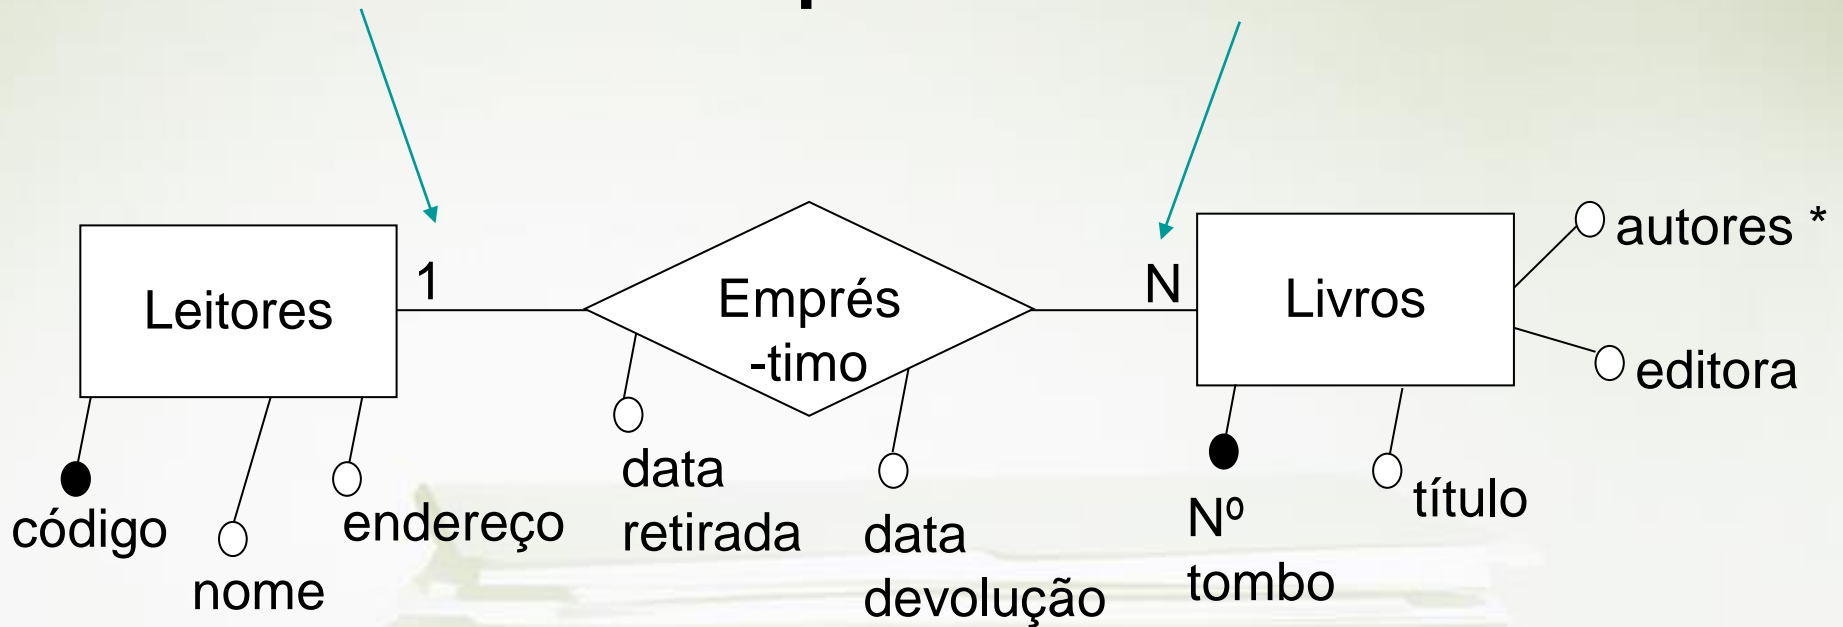 Leitores
1
Emprés
-timo
N
Livros
autores *
editora
código
nome
endereço
data
retirada
data
devolução
Nº
tombo
título